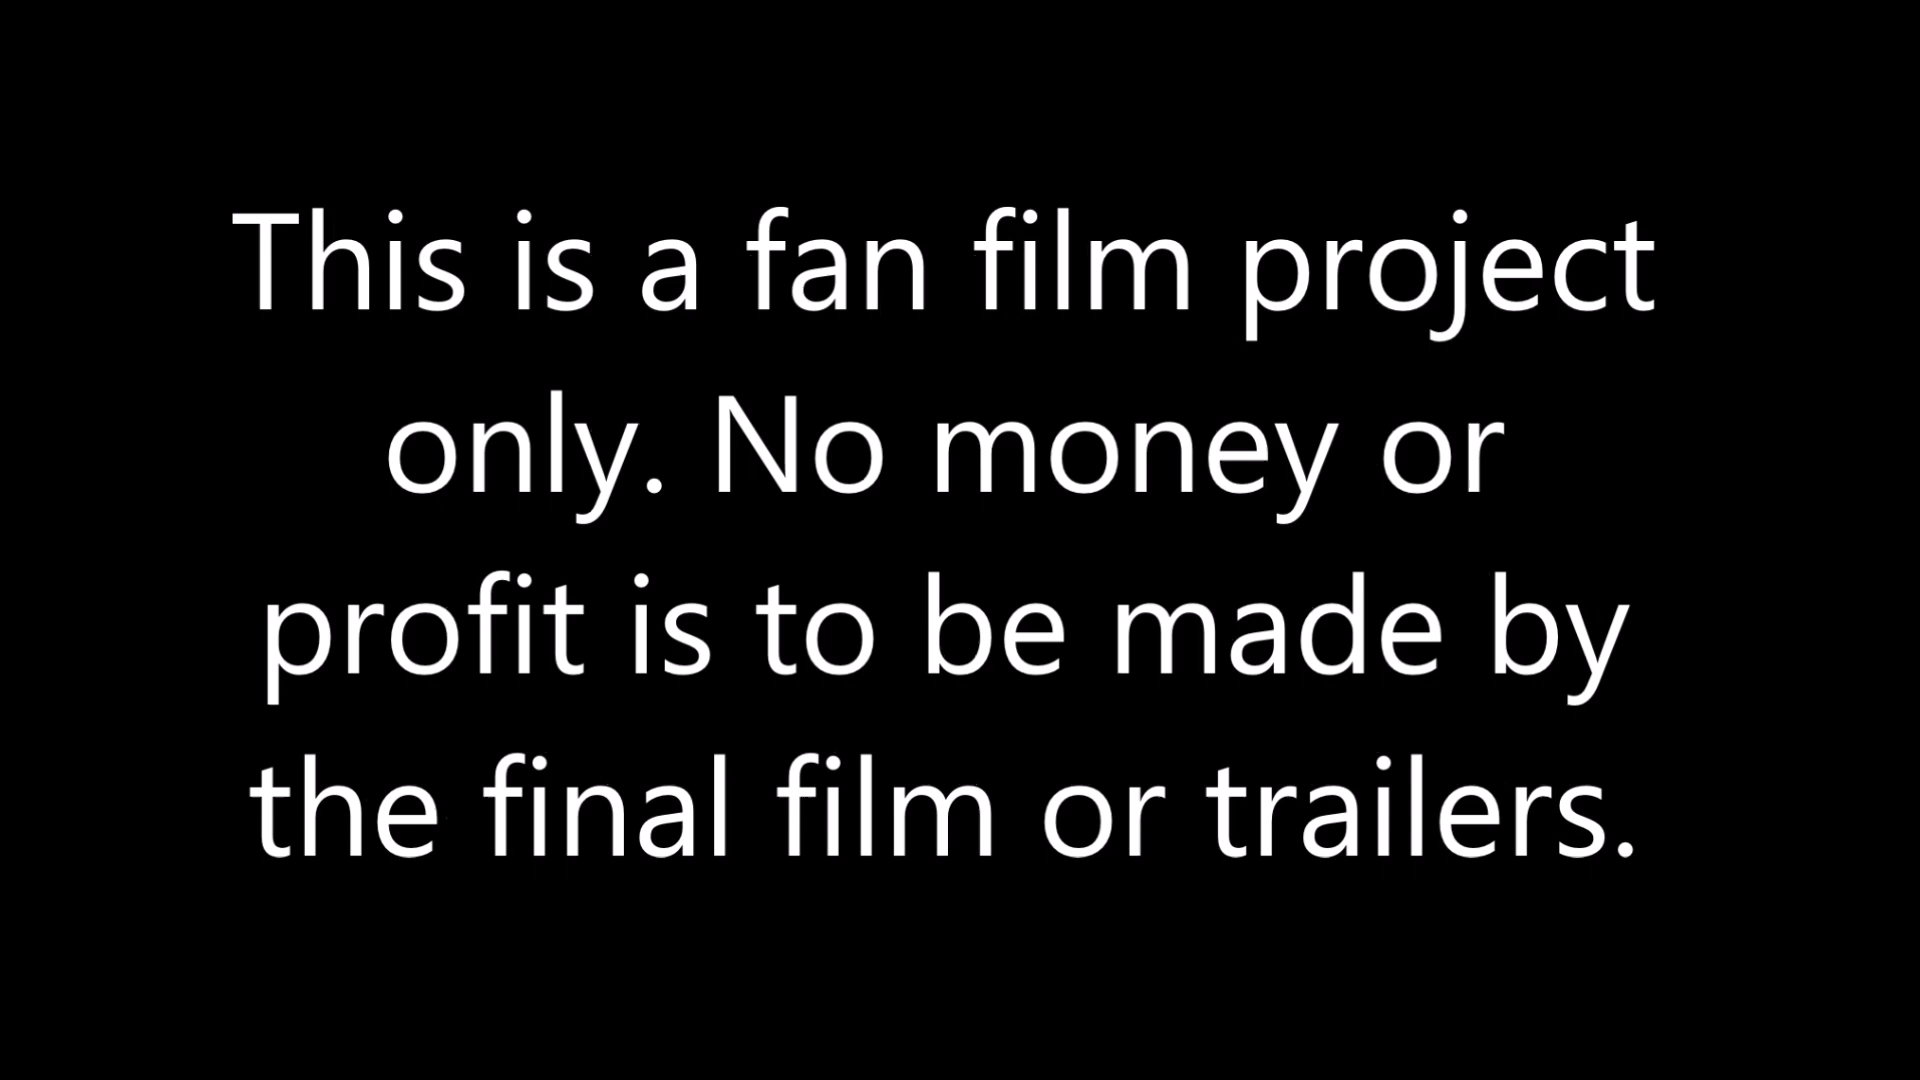 This is a fan film project
only. No money or
profit is to be made by
the final film or trailers.